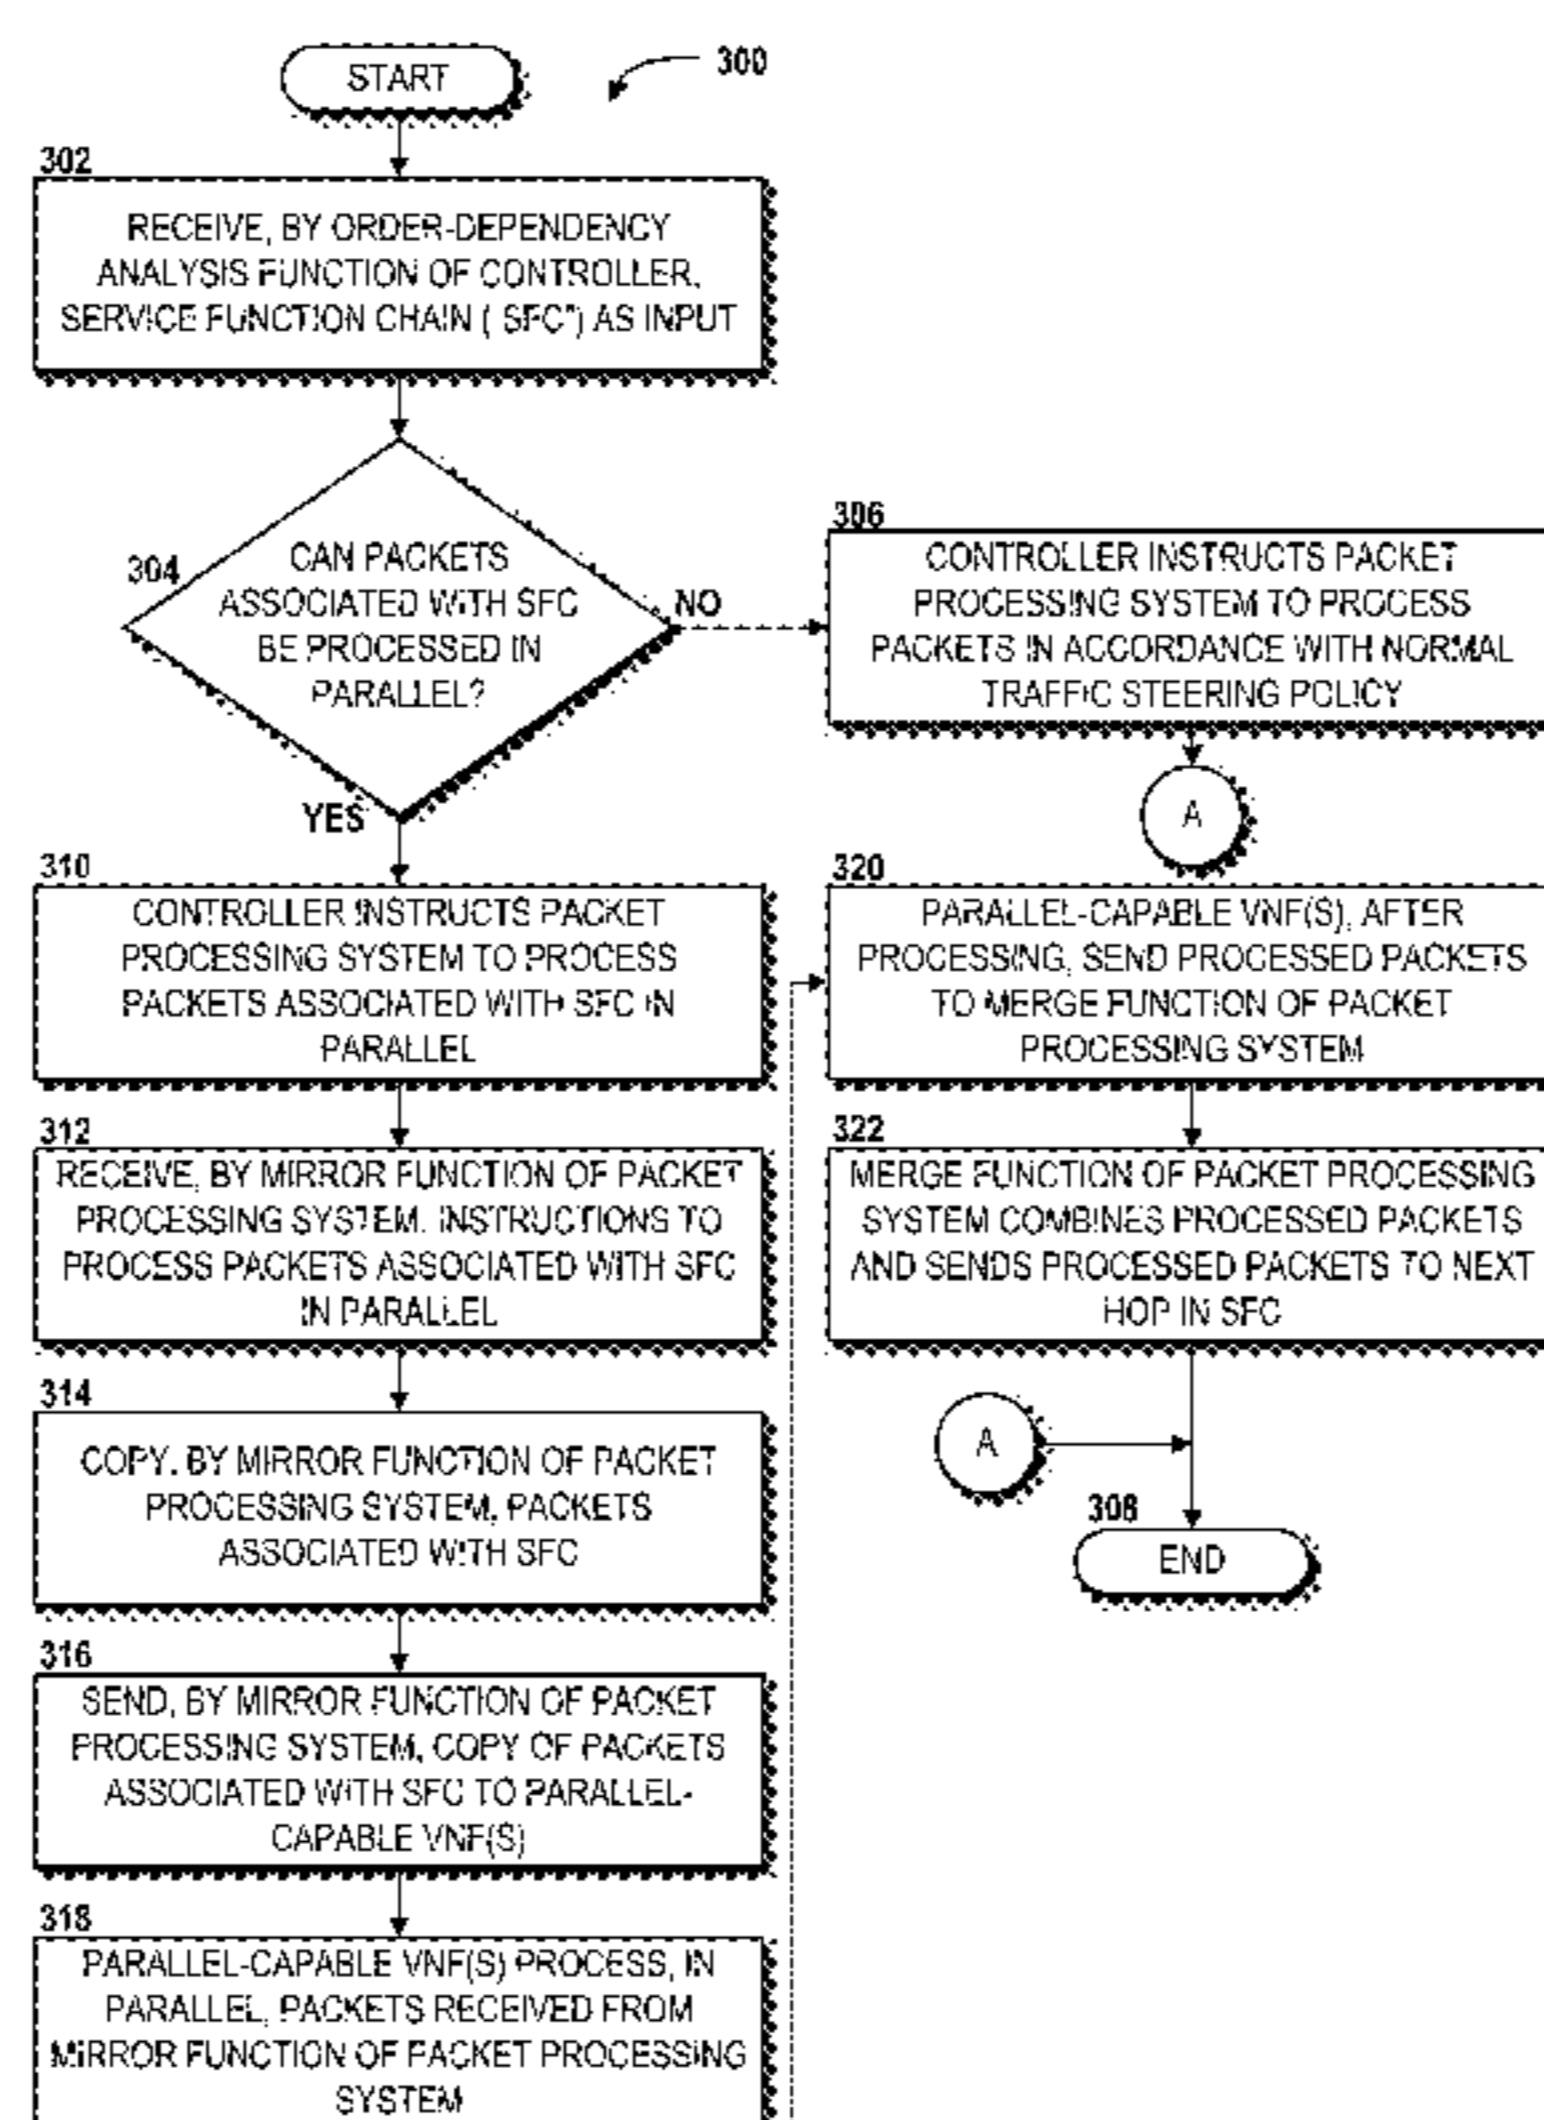 START
300
302
RECEIVE, BY ORDER-DEPENDENCY
ANALYSIS FUNCTION OF CONTROLLER,
SERVICE FUNCTION CHAIN ( SFC") AS INPUT
304
CAN PACKETS
ASSOCIATED WITH SFC
BE PROCESSED IN
PARALLEL?
NO
YES
306
CONTROLLER INSTRUCTS PACKET
PROCESSING SYSTEM TO PROCESS
PACKETS IN ACCORDANCE WITH NORMAL
TRAFFIC STEERING POLICY
A
310
CONTROLLER INSTRUCTS PACKET
PROCESSING SYSTEM TO PROCESS
PACKETS ASSOCIATED WITH SFC IN
PARALLEL
312
RECEIVE, BY MIRROR FUNCTION OF PACKET
PROCESSING SYSTEM, INSTRUCTIONS TO
PROCESS PACKETS ASSOCIATED WITH SFC
IN PARALLEL
314
COPY, BY MIRROR FUNCTION OF PACKET
PROCESSING SYSTEM, PACKETS
ASSOCIATED WITH SFC
316
SEND, BY MIRROR FUNCTION OF PACKET
PROCESSING SYSTEM, COPY OF PACKETS
ASSOCIATED WITH SFC TO PARALLEL-
CAPABLE VNF(S)
318
PARALLEL-CAPABLE VNF(S) PROCESS, IN
PARALLEL, PACKETS RECEIVED FROM
MIRROR FUNCTION OF PACKET PROCESSING
SYSTEM
320
PARALLEL-CAPABLE VNF(S), AFTER
PROCESSING, SEND PROCESSED PACKETS
TO MERGE FUNCTION OF PACKET
PROCESSING SYSTEM
322
MERGE FUNCTION OF PACKET PROCESSING
SYSTEM COMBINES PROCESSED PACKETS
AND SENDS PROCESSED PACKETS TO NEXT
HOP IN SFC
A
308
END